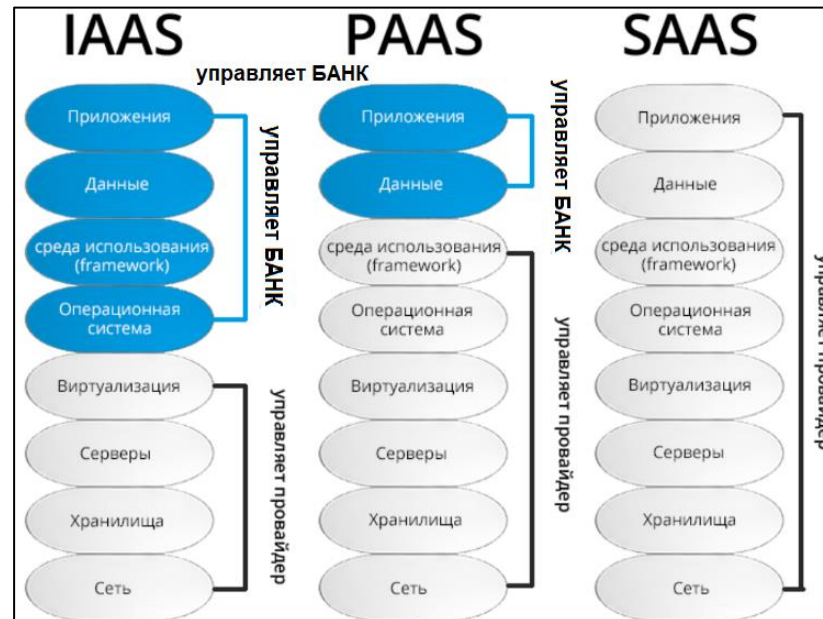 IAAS
PAAS
SAAS
управляет БАНК
Приложения
Данные
среда использования
(framework)
Операционная
система
Виртуализация
Серверы
Хранилища
Сеть
управляет БАНК
управляет провайдер
Приложения
Данные
среда использования
(framework)
Операционная
система
Виртуализация
Серверы
Хранилища
Сеть
управляет БАНК
управляет провайдер
Приложения
Данные
среда использования
(framework)
Операционная
система
Виртуализация
Серверы
Хранилища
Сеть
управляет провайдер